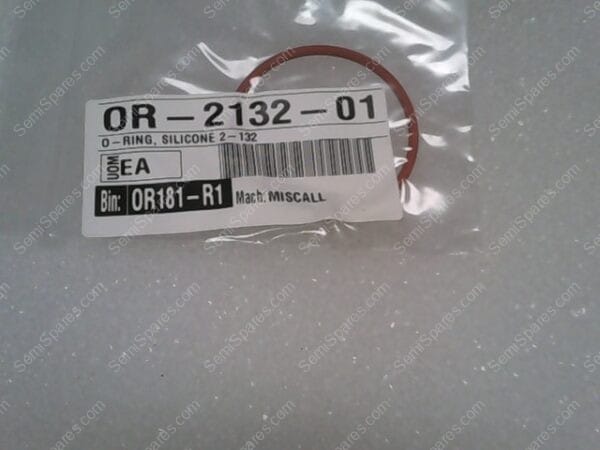 OR-2132-01
O-RING, SILICONE 2-132
UOM EA
Bin: OR181-R1 Mach: MISCALL
SemiSpares.com